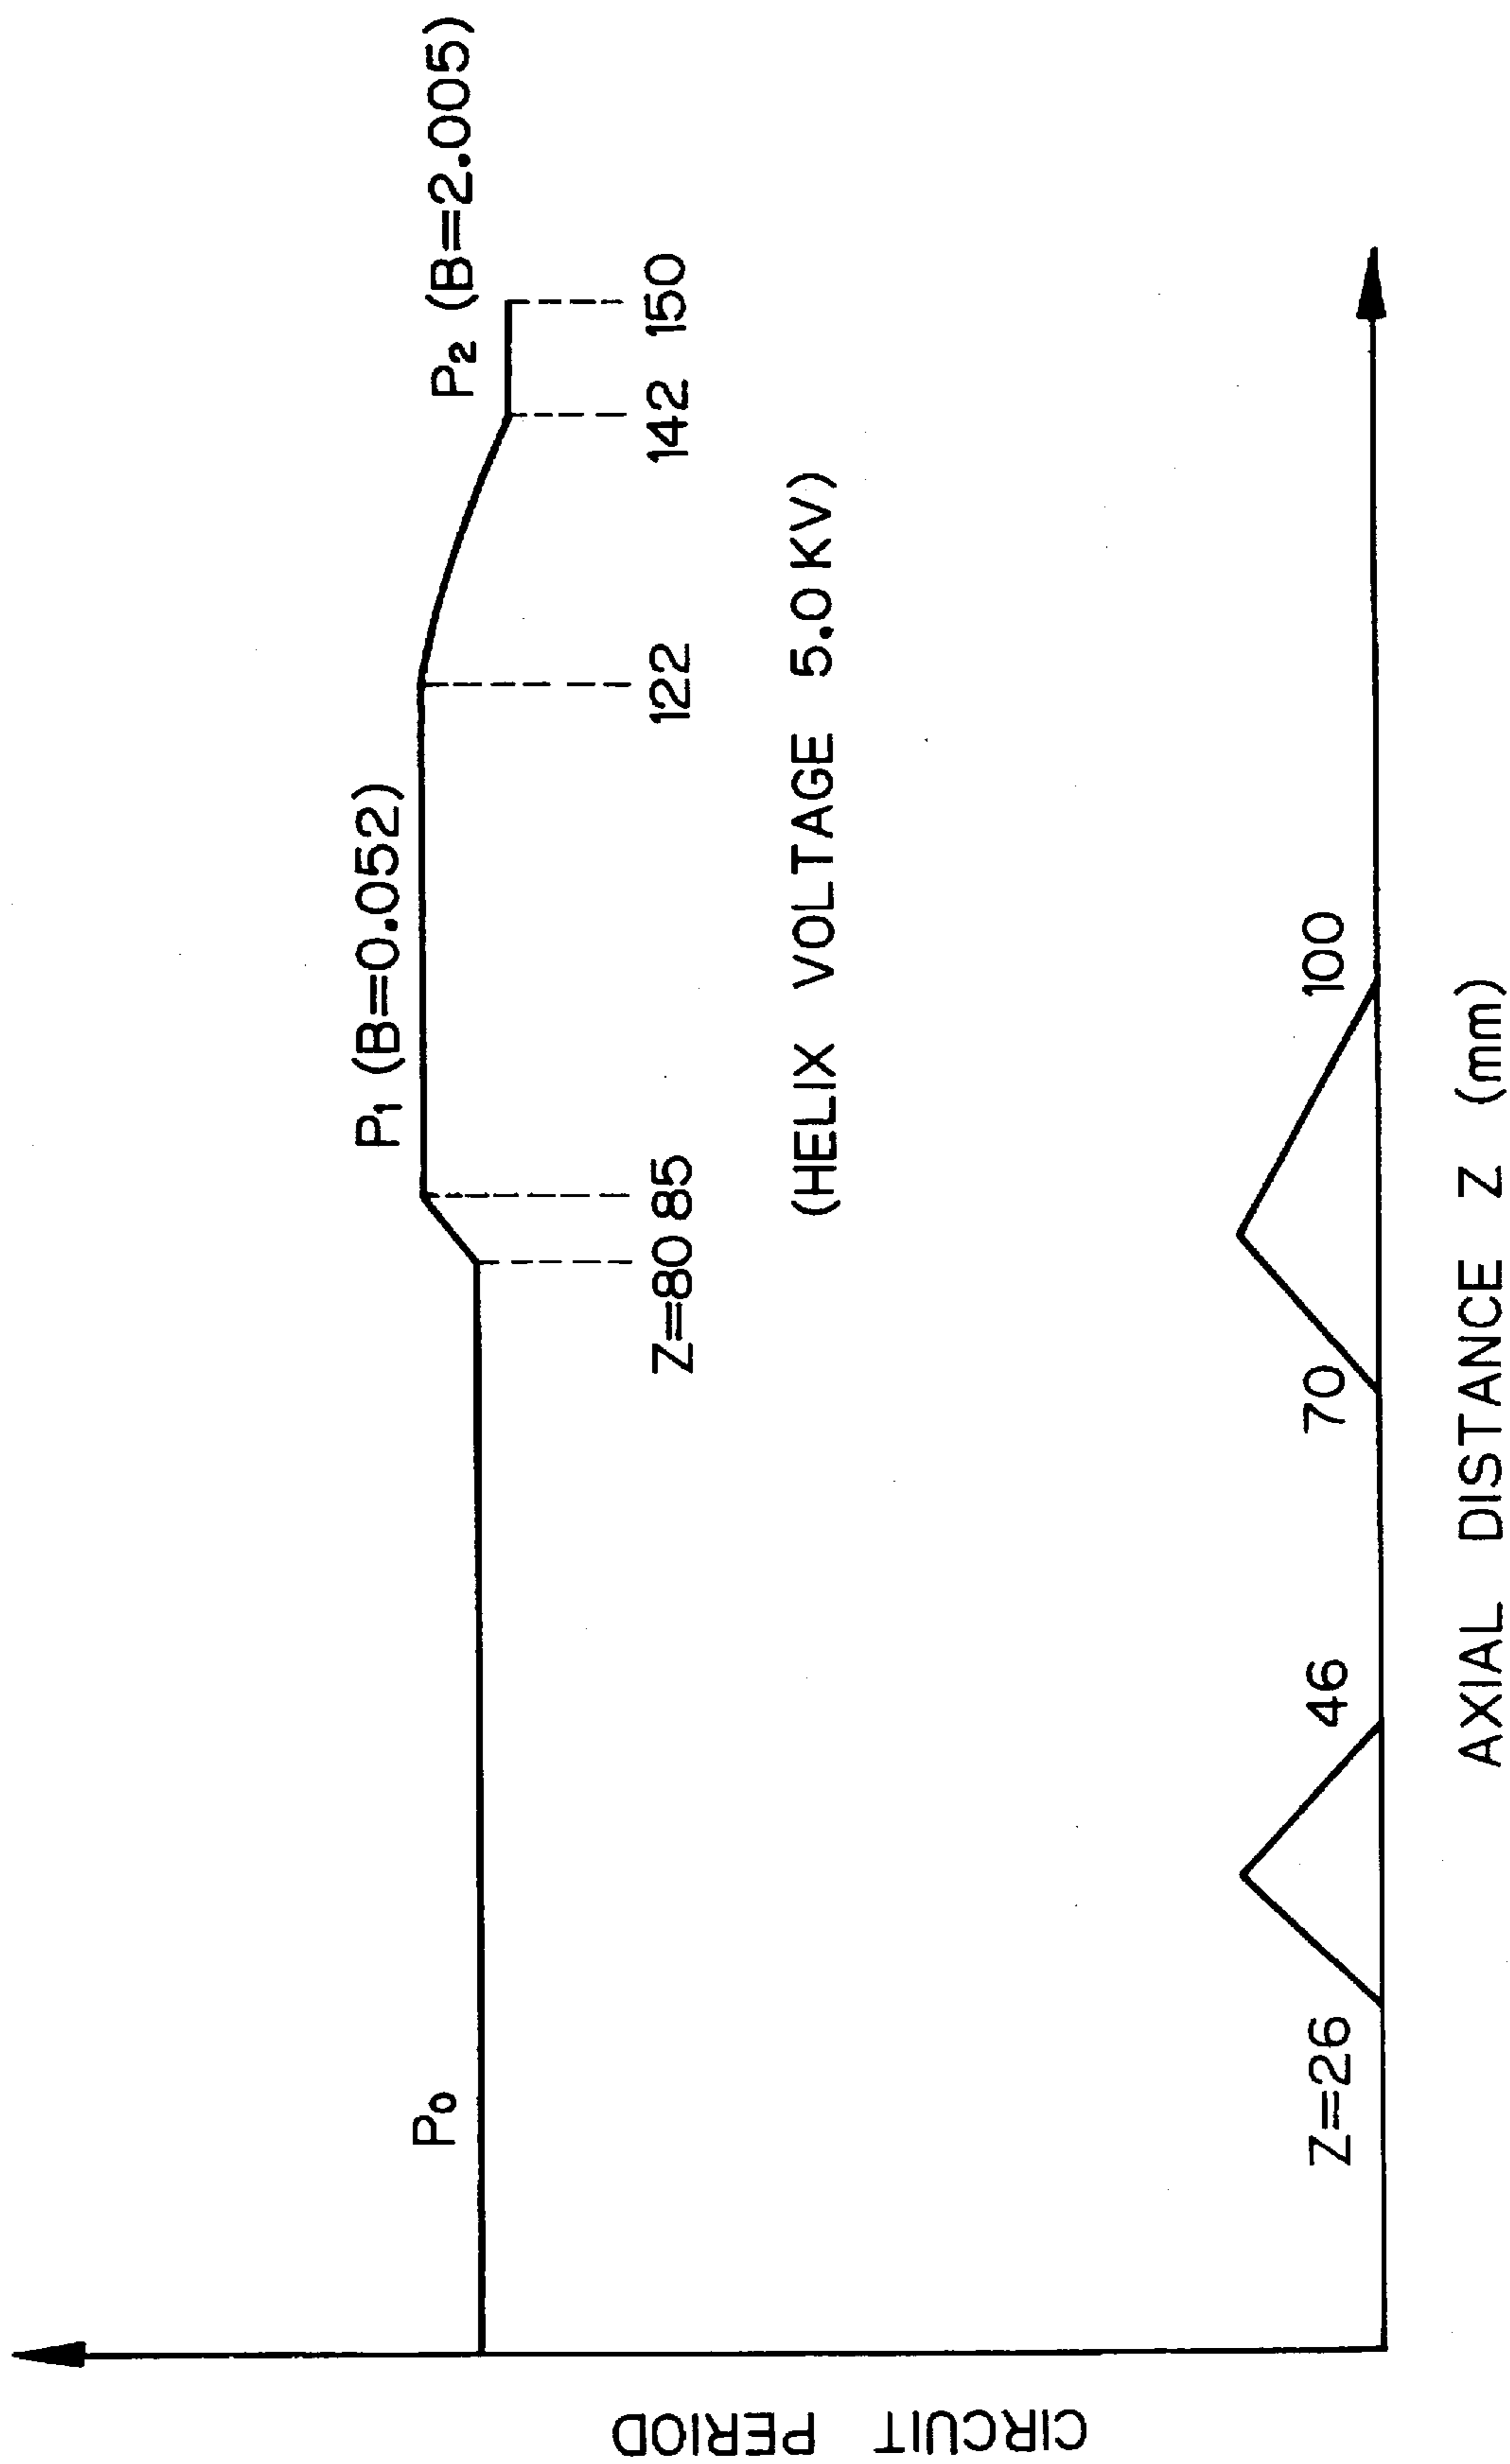 CIRCUIT PERIOD
P₀
P₁ (B=0.052)
P₂ (B=2.005)
Z=80 85
122
142
150
(HELIX VOLTAGE 5.0 KV)
Z=26
46
70
100
AXIAL DISTANCE Z (mm)